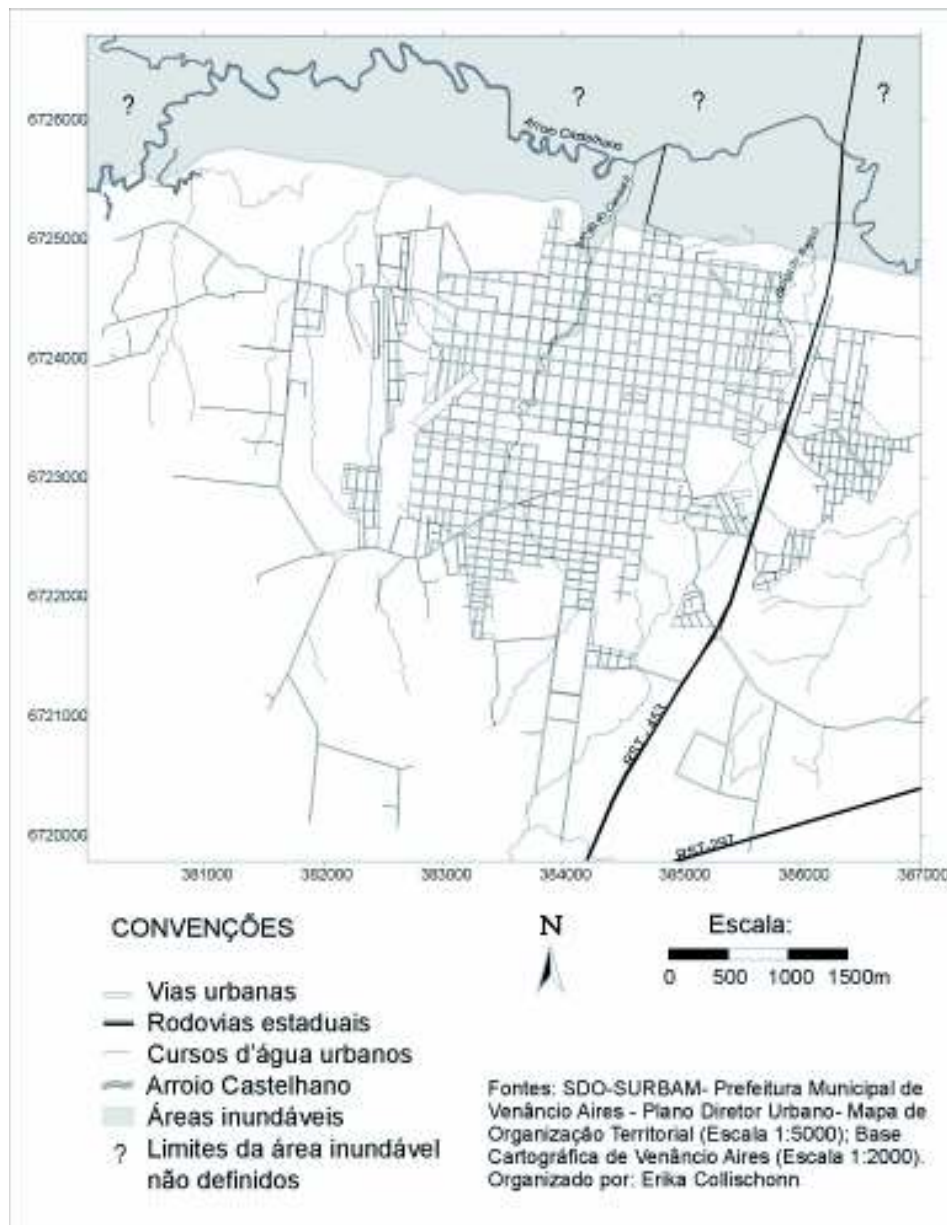 ?
?
?
?
6726000
Arroio Castelhano
6725000
6724000
6723000
6722000
6721000
RST - 453
6720000
RST-287
381000 382000 383000 384000 385000 386000 387000
CONVENÇÕES
N
Escala:
0 500 1000 1500m
Vias urbanas
Rodovias estaduais
Cursos d'água urbanos
Arroio Castelhano
Áreas inundáveis
? Limites da área inundável
não definidos
Fontes: SDO-SURBAM- Prefeitura Municipal de
Venâncio Aires - Plano Diretor Urbano- Mapa de
Organização Territorial (Escala 1:5000); Base
Cartográfica de Venâncio Aires (Escala 1:2000).
Organizado por: Erika Collischonn